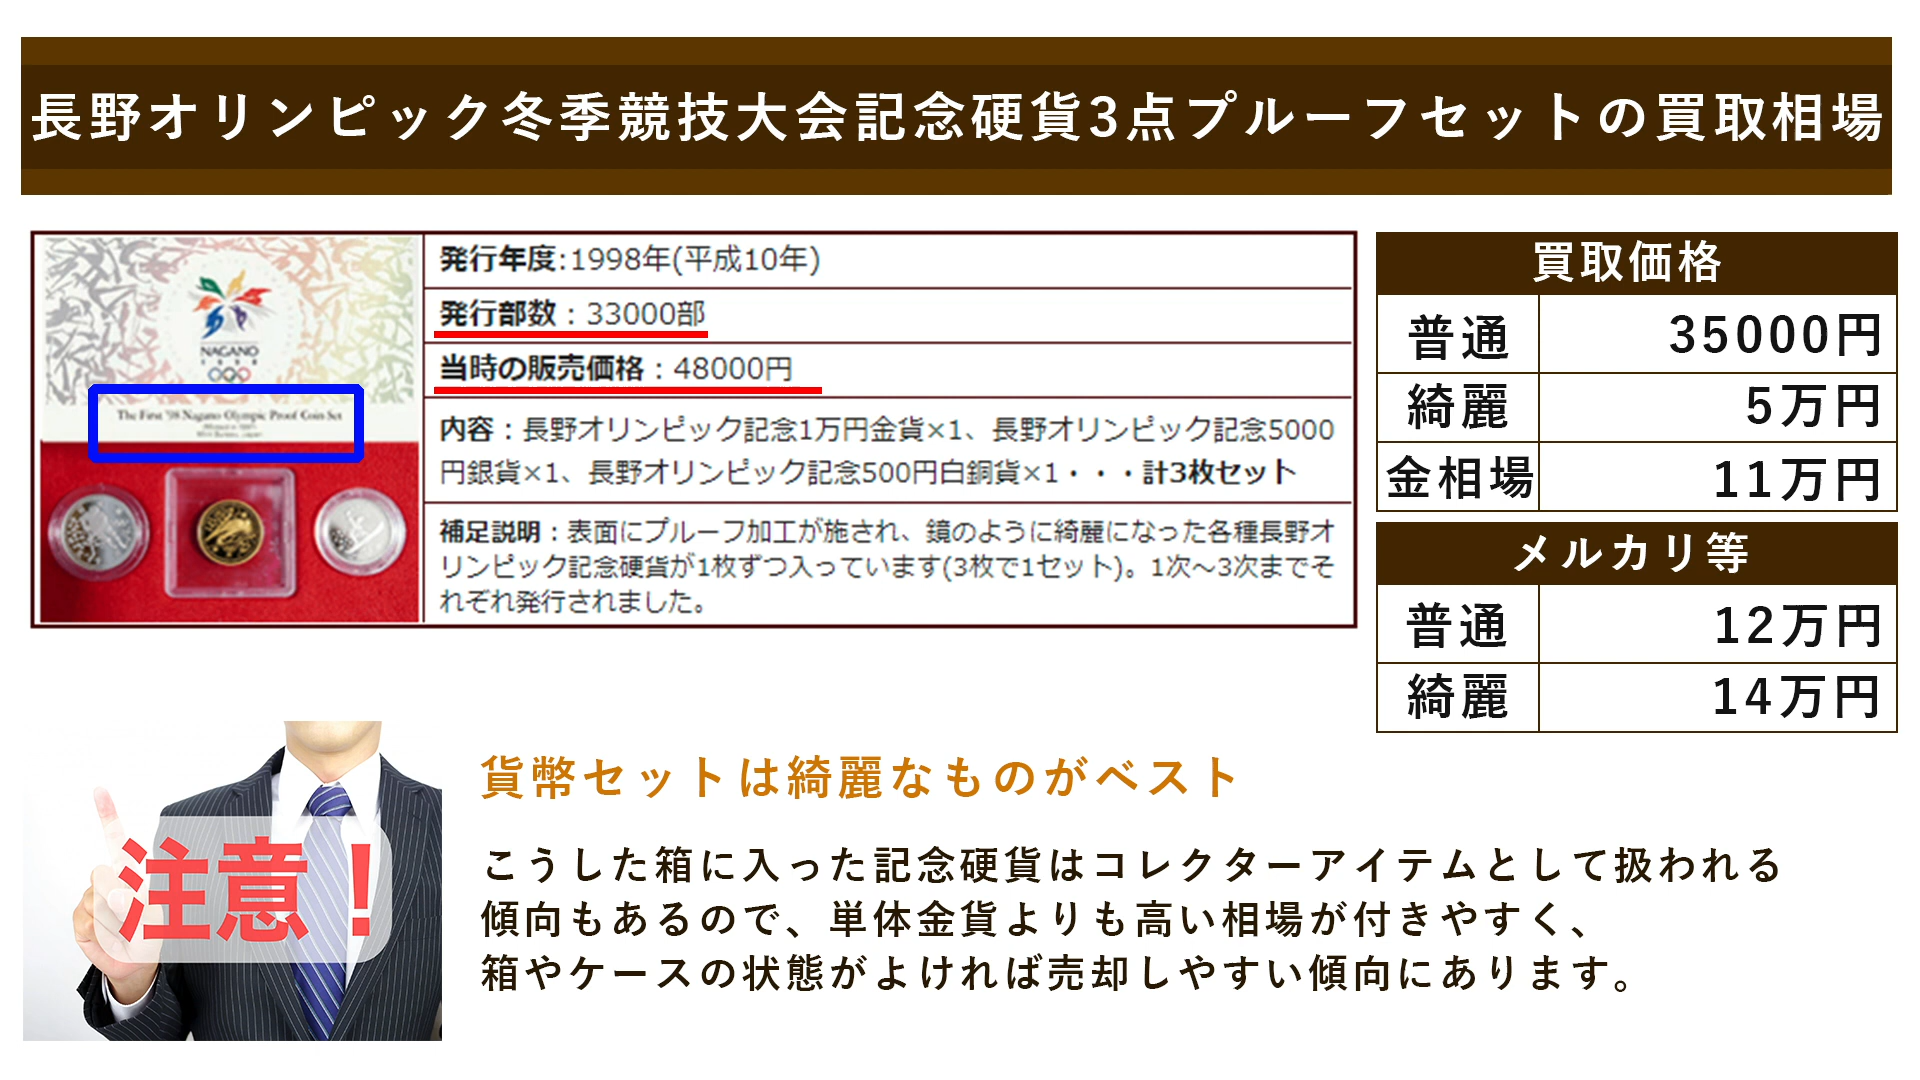 長野オリンピック冬季競技大会記念硬貨3点プルーフセットの買取相場
NAGANO
1998
The First '98 Nagano Olympic Proof Coin Set
発行年度:1998年(平成10年)
発行部数：33000部
当時の販売価格：48000円
内容：長野オリンピック記念1万円金貨×1、長野オリンピック記念5000
円銀貨×1、長野オリンピック記念500円白銅貨×1・・・計3枚セット
補足説明：表面にプルーフ加工が施され、鏡のように綺麗になった各種長野オ
リンピック記念硬貨が1枚ずつ入っています(3枚で1セット)。1次～3次までそ
れぞれ発行されました。
買取価格
普通 35000円
綺麗 5万円
金相場 11万円
メルカリ等
普通 12万円
綺麗 14万円
注意！
貨幣セットは綺麗なものがベスト
こうした箱に入った記念硬貨はコレクターアイテムとして扱われる
傾向もあるので、単体金貨よりも高い相場が付きやすく、
箱やケースの状態がよければ売却しやすい傾向にあります。